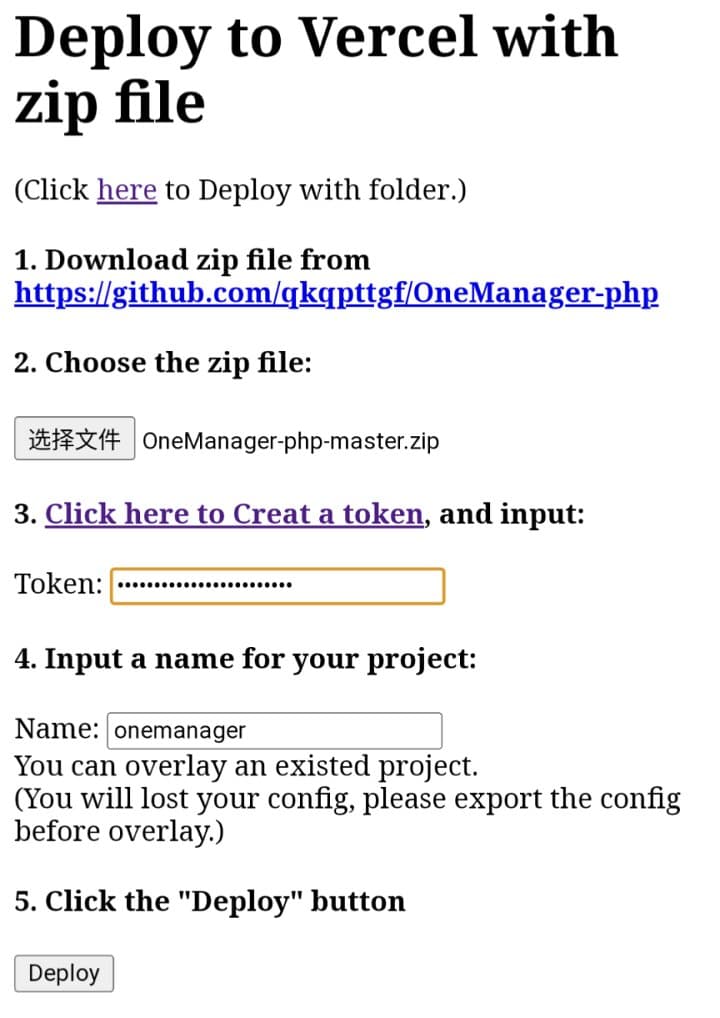 Deploy to Vercel with
zip file
(Click here to Deploy with folder.)
1. Download zip file from
https://github.com/qkqpttgf/OneManager-php
2. Choose the zip file:
选择文件 OneManager-php-master.zip
3. Click here to Creat a token, and input:
Token: ••••••••••••••••••••••••
4. Input a name for your project:
Name: onemanager
You can overlay an existed project.
(You will lost your config, please export the config
before overlay.)
5. Click the "Deploy" button
Deploy